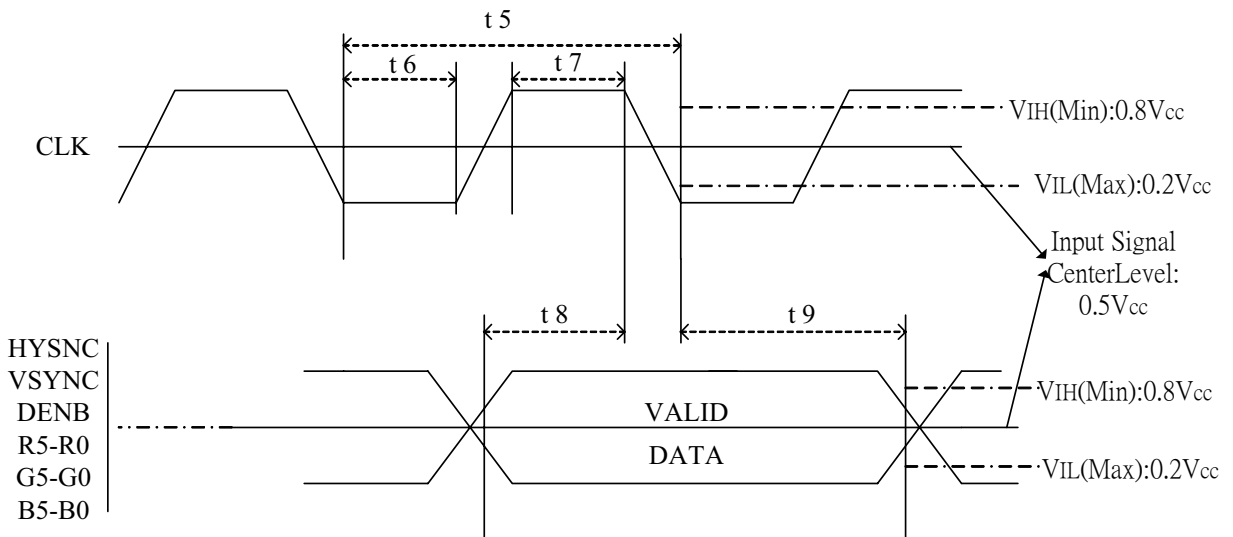 t 5
t 6
t 7
VIH(Min):0.8Vcc
CLK
VIL(Max):0.2Vcc
Input Signal
CenterLevel:
0.5Vcc
t 8
t 9
HYSNC
VSYNC
DENB
R5-R0
G5-G0
B5-B0
VALID
DATA
VIH(Min):0.8Vcc
VIL(Max):0.2Vcc